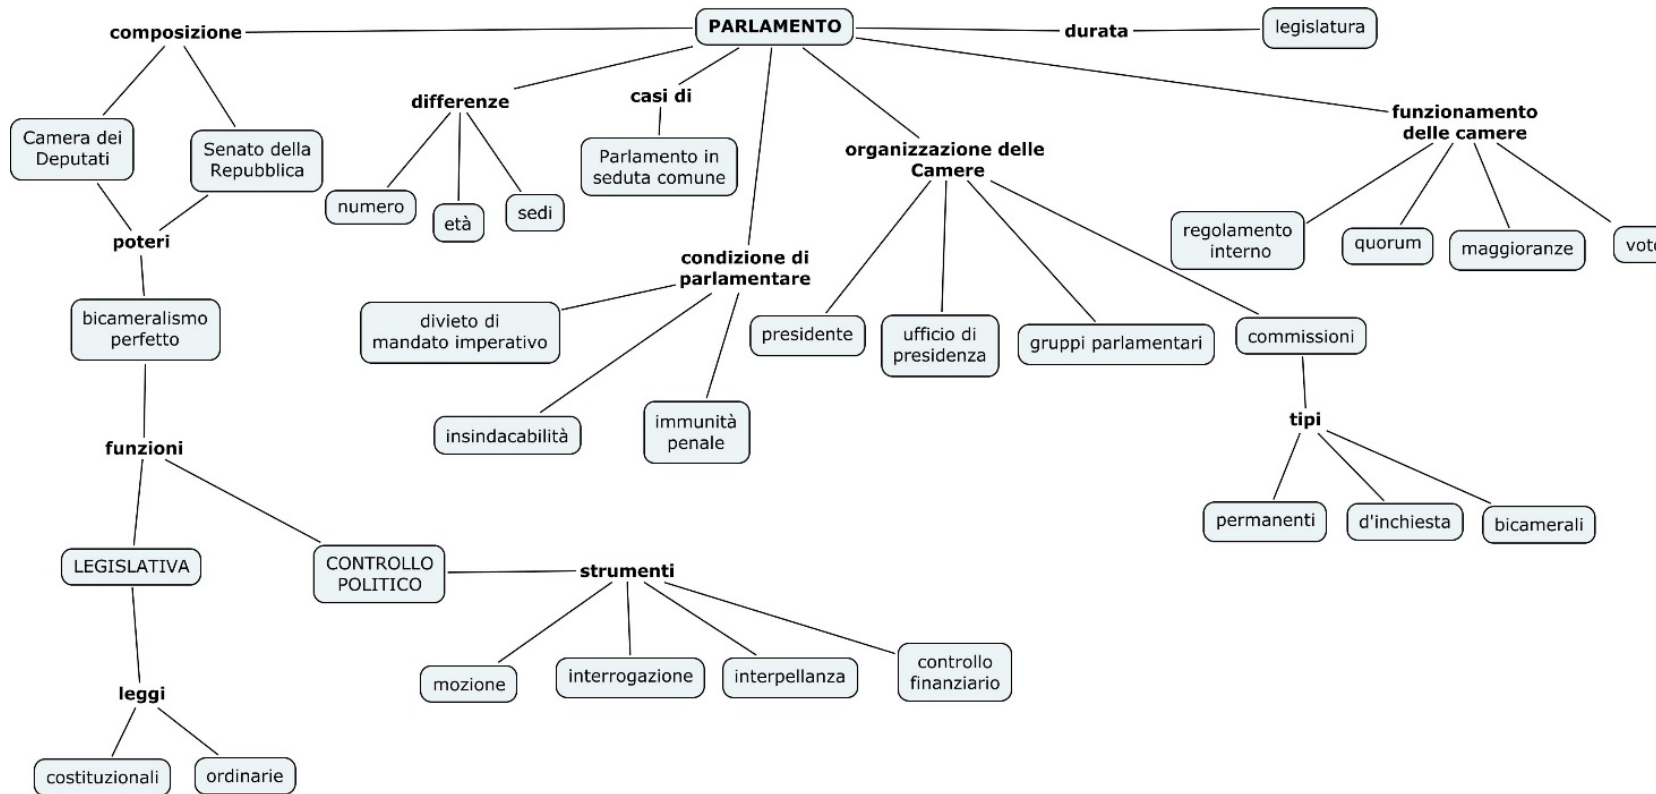 PARLAMENTO
composizione
durata
legislatura
differenze
casi di
funzionamento
delle camere
Camera dei
Deputati
Senato della
Repubblica
Parlamento in
seduta comune
organizzazione delle
Camere
numero
età
sedi
regolamento
interno
quorum
maggioranze
poteri
condizione di
parlamentare
bicameralismo
perfetto
divieto di
mandato imperativo
presidente
ufficio di
presidenza
gruppi parlamentari
commissioni
insindacabilità
immunità
penale
tipi
funzioni
permanenti
d'inchiesta
bicamerali
LEGISLATIVA
CONTROLLO
POLITICO
strumenti
mozione
interrogazione
interpellanza
controllo
finanziario
leggi
costituzionali
ordinarie